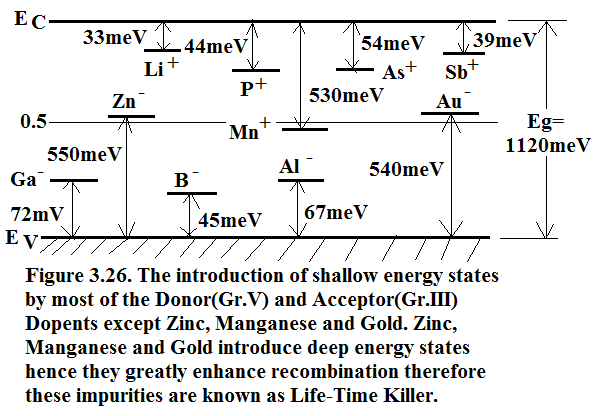 E C
33meV 44meV 54meV 39meV
Li +
P +
As +
Sb +
530meV
Zn -
Au -
0.5
Mn +
Eg=
1120meV
550meV
540meV
Ga -
B -
Al -
72mV
45meV
67meV
E V
Figure 3.26. The introduction of shallow energy states
by most of the Donor(Gr.V) and Acceptor(Gr.III)
Dopents except Zinc, Manganese and Gold. Zinc,
Manganese and Gold introduce deep energy states
hence they greatly enhance recombination therefore
these impurities are known as Life-Time Killer.